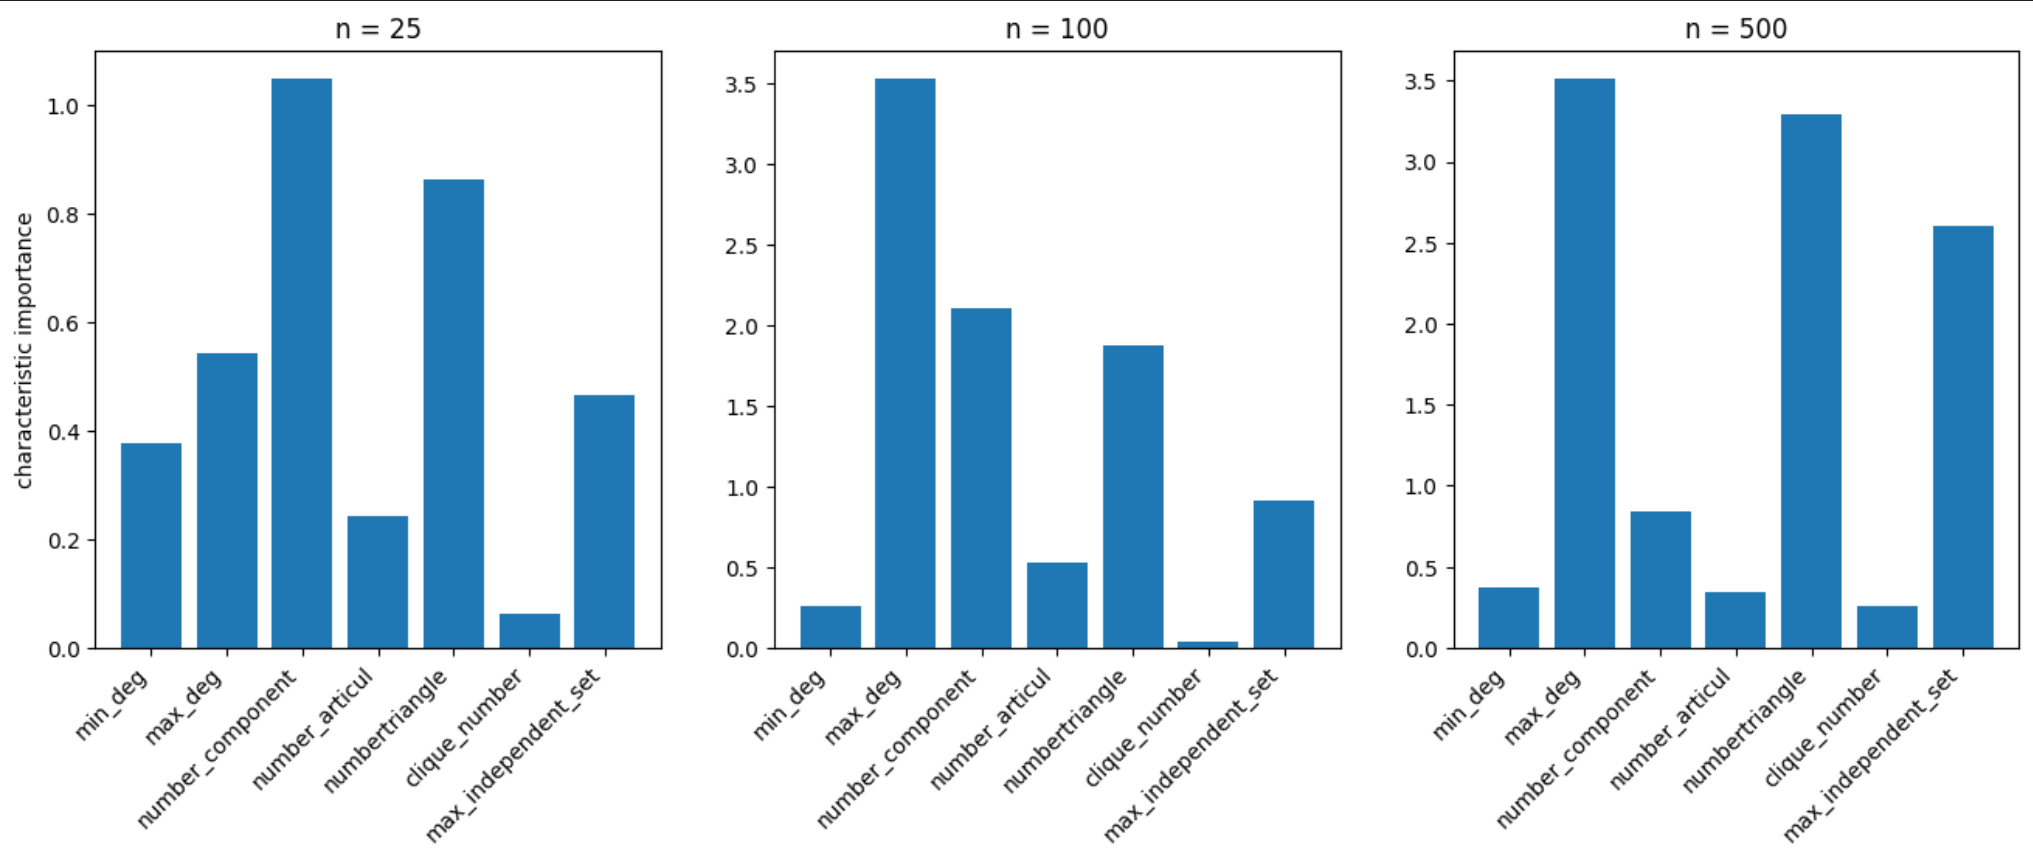 n = 25
characteristic importance
1.0
0.8
0.6
0.4
0.2
0.0
min_deg
max_deg
number_component
number_articul
numbertriangle
clique_number
max_independent_set
n = 100
3.5
3.0
2.5
2.0
1.5
1.0
0.5
0.0
min_deg
max_deg
number_component
number_articul
numbertriangle
clique_number
max_independent_set
n = 500
3.5
3.0
2.5
2.0
1.5
1.0
0.5
0.0
min_deg
max_deg
number_component
number_articul
numbertriangle
clique_number
max_independent_set